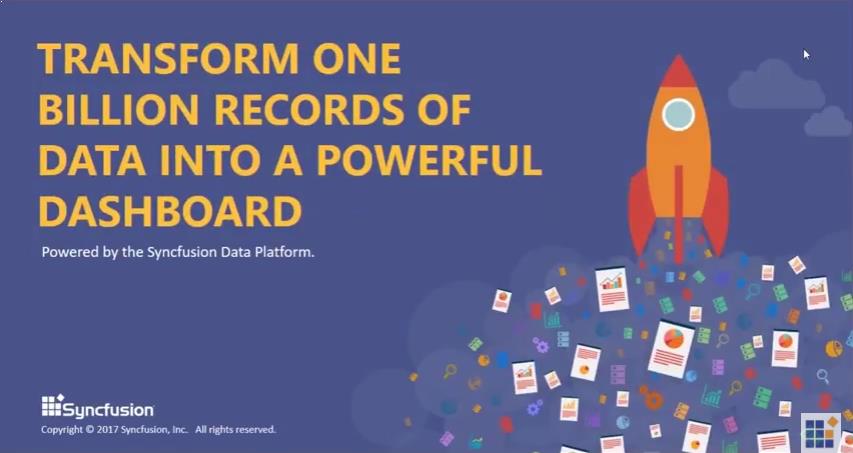 TRANSFORM ONE
BILLION RECORDS OF
DATA INTO A POWERFUL
DASHBOARD
Powered by the Syncfusion Data Platform.
Syncfusion
Copyright © 2017 Syncfusion, Inc. All rights reserved.